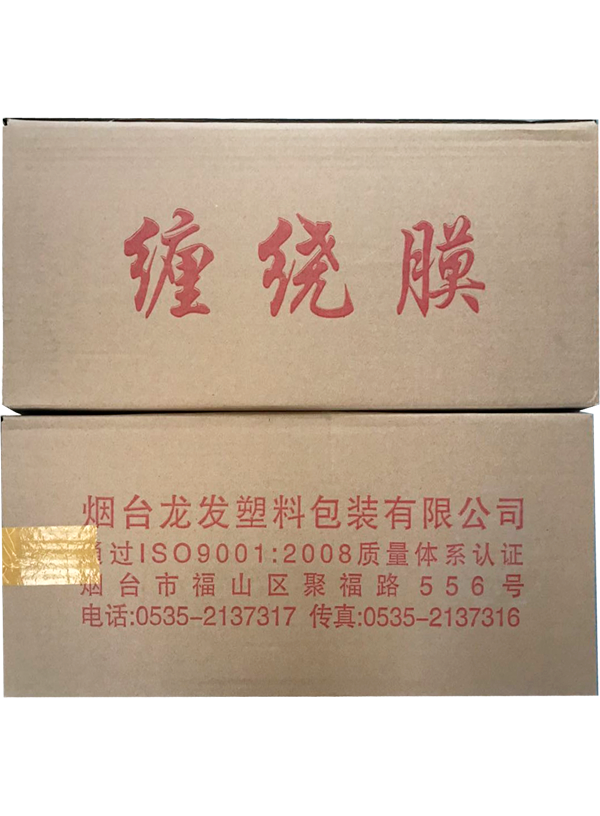 缠绕膜
烟台龙发塑料包装有限公司
通过ISO9001:2008质量体系认证
烟台市福山区聚福路556号
电话:0535-2137317 传真:0535-2137316